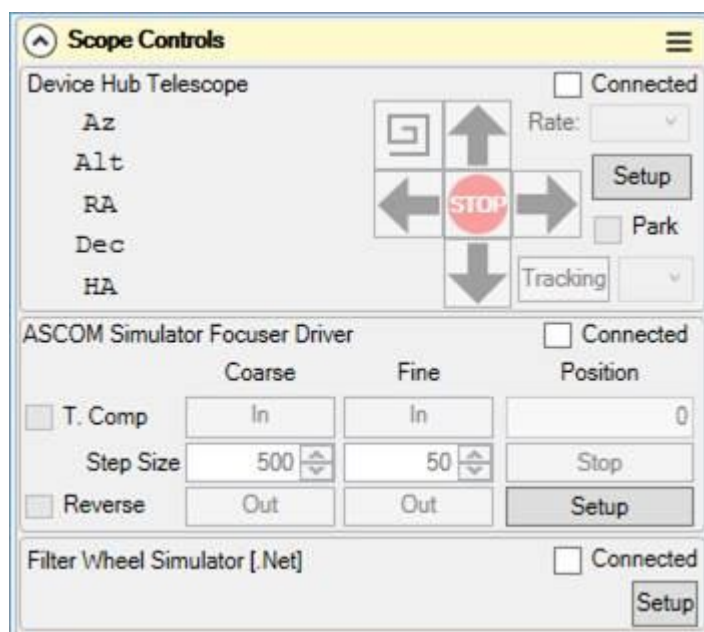 Scope Controls
Device Hub Telescope Connected
Az Rate:
Alt Setup
RA STOP Park
Dec
HA Tracking
ASCOM Simulator Focuser Driver Connected
Coarse Fine Position
T. Comp In In 0
Step Size 500 50 Stop
Reverse Out Out Setup
Filter Wheel Simulator [.Net] Connected
Setup